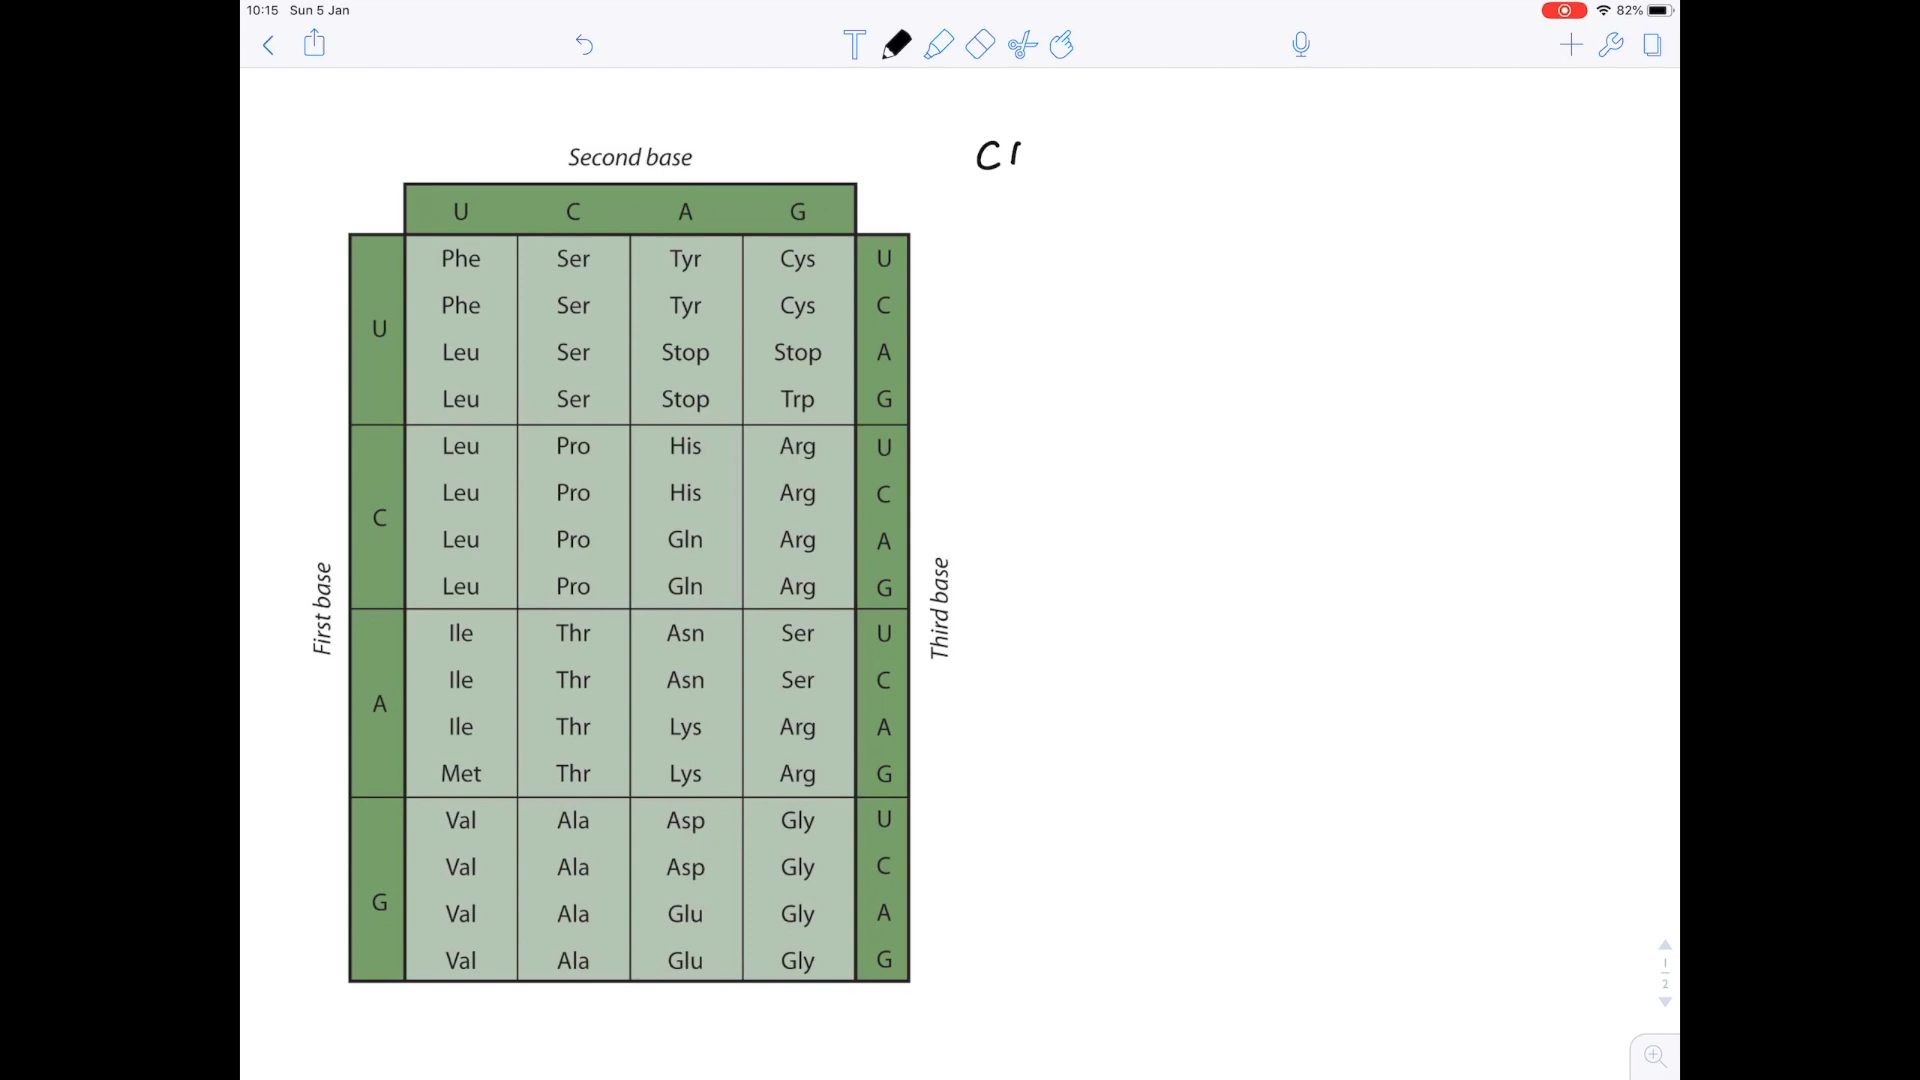 10:15 Sun 5 Jan
82%
T
Second base
C
U C A G
Phe Ser Tyr Cys U
Phe Ser Tyr Cys C
U
Leu Ser Stop Stop A
Leu Ser Stop Trp G
Leu Pro His Arg U
Leu Pro His Arg C
C
Leu Pro Gln Arg A
Leu Pro Gln Arg G
First base
Third base
Ile Thr Asn Ser U
Ile Thr Asn Ser C
A
Ile Thr Lys Arg A
Met Thr Lys Arg G
Val Ala Asp Gly U
Val Ala Asp Gly C
G
Val Ala Glu Gly A
Val Ala Glu Gly G
1
2